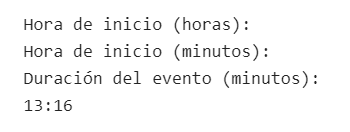 Hora de inicio (horas):
Hora de inicio (minutos):
Duración del evento (minutos):
13:16